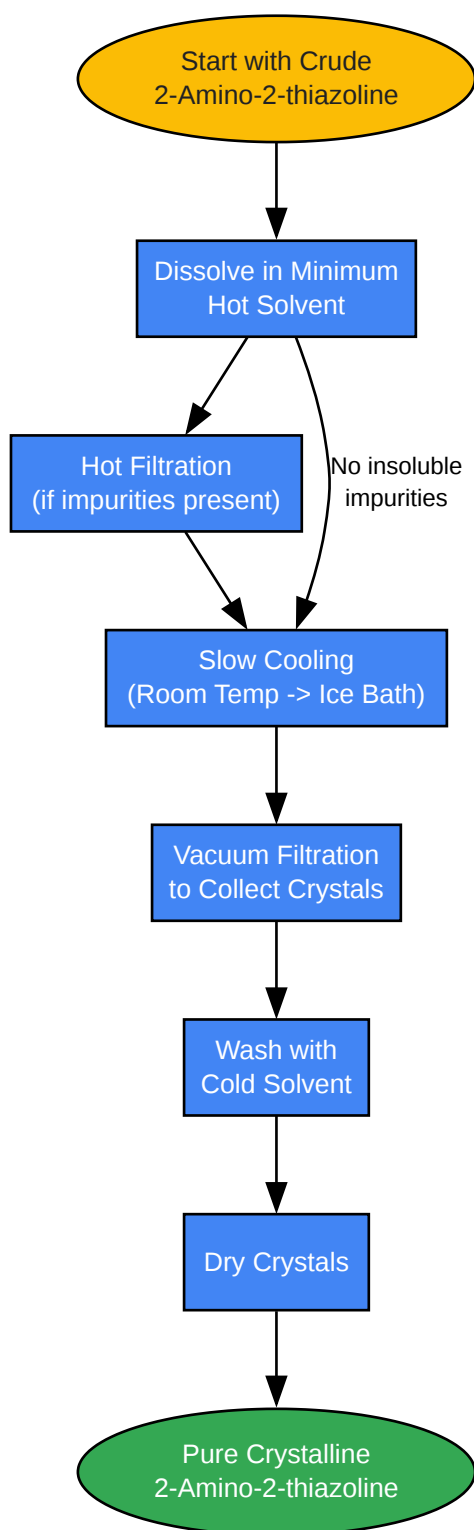 Start with Crude
2-Amino-2-thiazoline
Dissolve in Minimum
Hot Solvent
Hot Filtration
(if impurities present)
No insoluble
impurities
Slow Cooling
(Room Temp -> Ice Bath)
Vacuum Filtration
to Collect Crystals
Wash with
Cold Solvent
Dry Crystals
Pure Crystalline
2-Amino-2-thiazoline